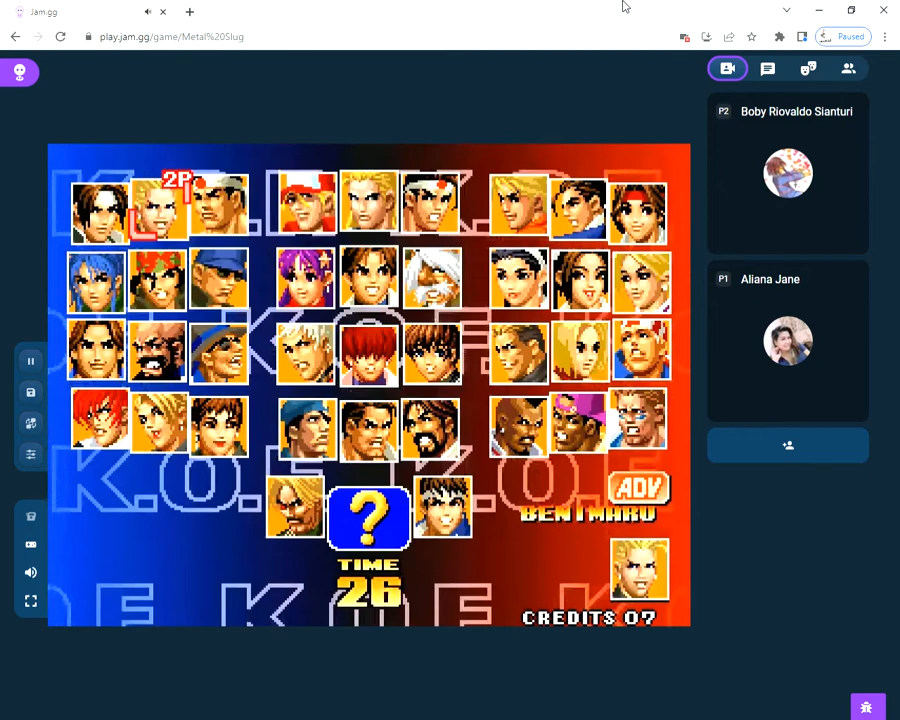 Jam.gg
play.jam.gg/game/Metal%20Slug
Paused
P2 Boby Riovaldo Sianturi
P1 Aliana Jane
2P
?
ADV
BENIMARU
TIME
26
CREDITS 07